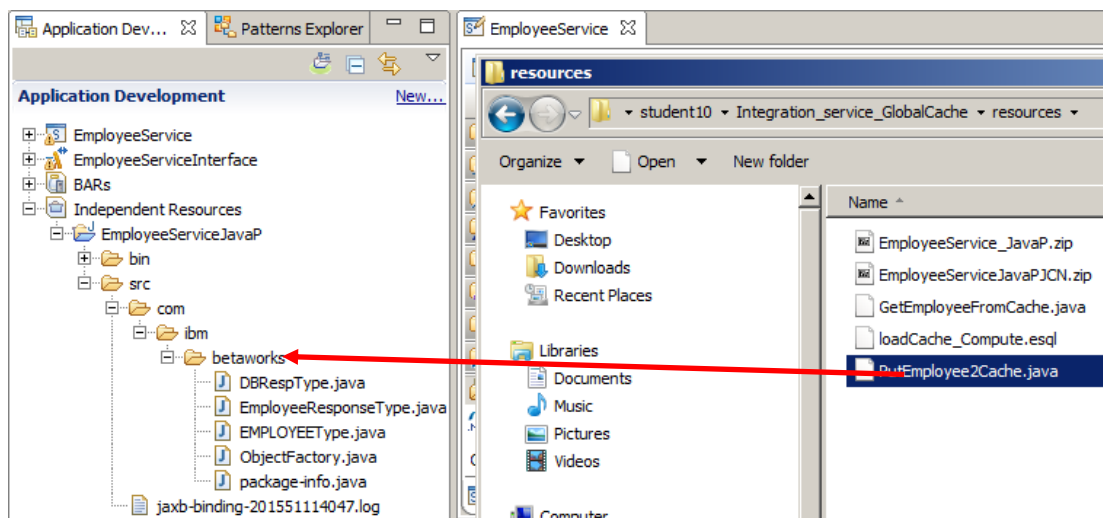 Application Dev...
Patterns Explorer
Application Development
New...
EmployeeService
EmployeeServiceInterface
BARs
Independent Resources
EmployeeServiceJavaP
bin
src
com
ibm
betaworks
DBRespType.java
EmployeeResponseType.java
EMPLOYEEType.java
ObjectFactory.java
package-info.java
jaxb-binding-201551114047.log
EmployeeService
resources
student10 Integration_service_GlobalCache resources
Organize Open New folder
Favorites
Desktop
Downloads
Recent Places
Libraries
Documents
Music
Pictures
Videos
Computer
Name
EmployeeService_JavaP.zip
EmployeeServiceJavaPJCN.zip
GetEmployeeFromCache.java
loadCache_Compute.esql
PutEmployee2Cache.java